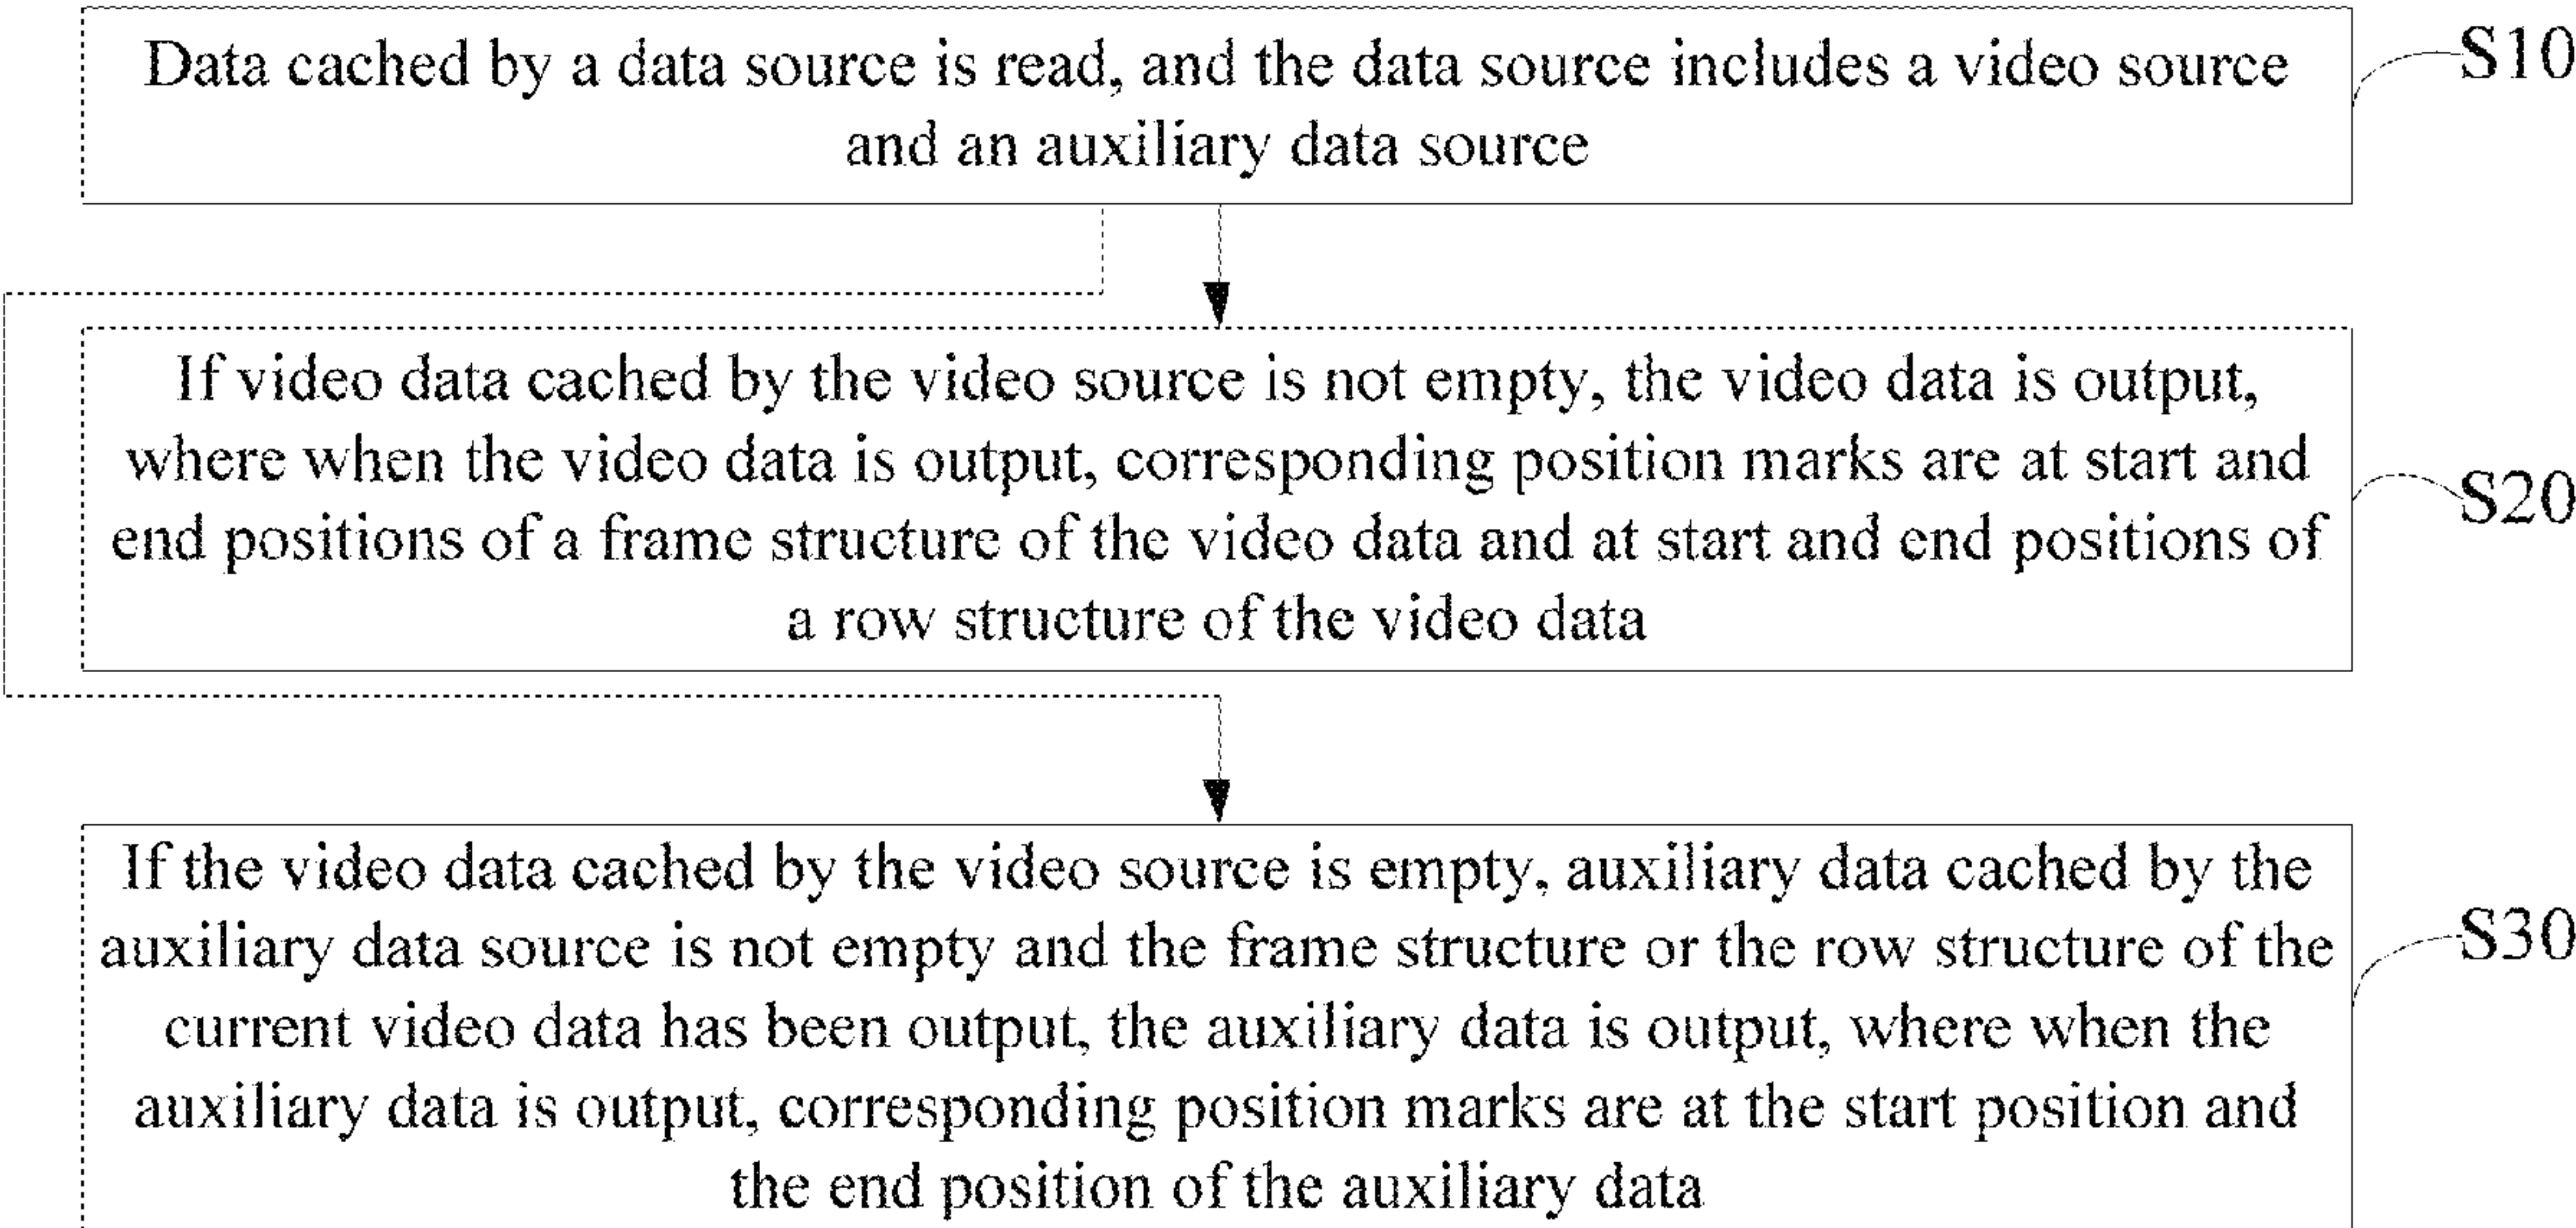 Data cached by a data source is read, and the data source includes a video source
and an auxiliary data source
S10
If video data cached by the video source is not empty, the video data is output,
where when the video data is output, corresponding position marks are at start and
end positions of a frame structure of the video data and at start and end positions of
a row structure of the video data
S20
If the video data cached by the video source is empty, auxiliary data cached by the
auxiliary data source is not empty and the frame structure or the row structure of the
current video data has been output, the auxiliary data is output, where when the
auxiliary data is output, corresponding position marks are at the start position and
the end position of the auxiliary data
S30